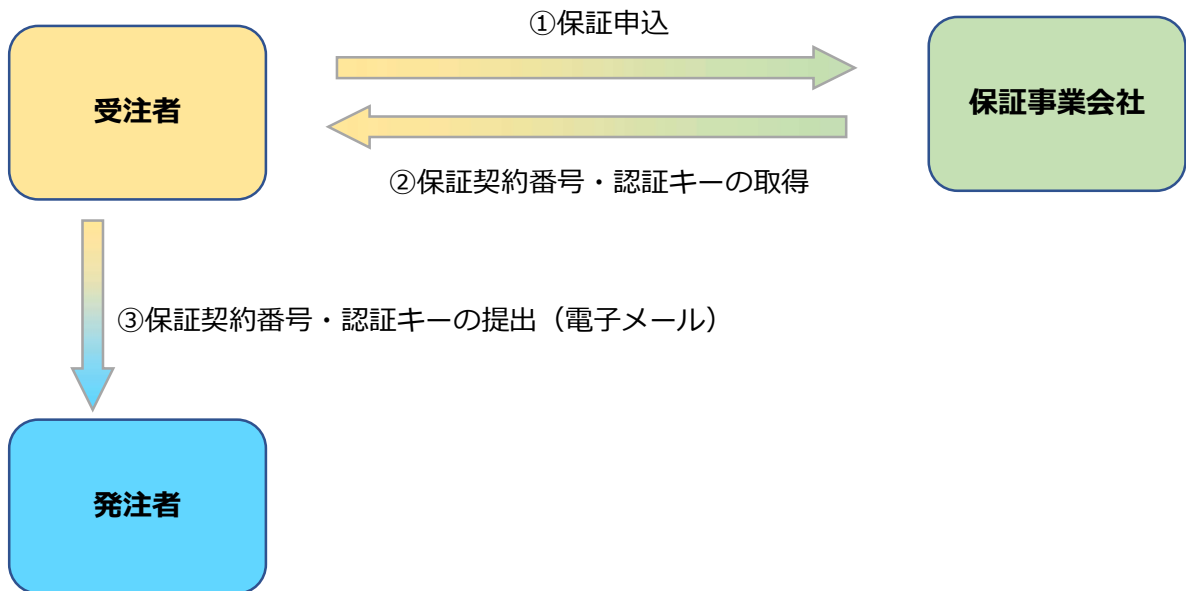 ①保証申込
受注者
保証事業会社
②保証契約番号・認証キーの取得
③保証契約番号・認証キーの提出（電子メール）
発注者